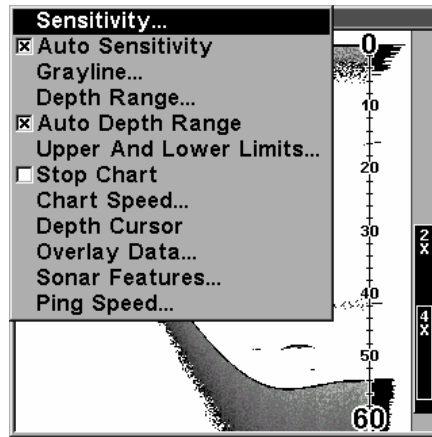 Sensitivity...
Auto Sensitivity
Grayline...
Depth Range...
Auto Depth Range
Upper And Lower Limits...
Stop Chart
Chart Speed...
Depth Cursor
Overlay Data...
Sonar Features...
Ping Speed...
0
10
20
30
40
50
60
2X
4X